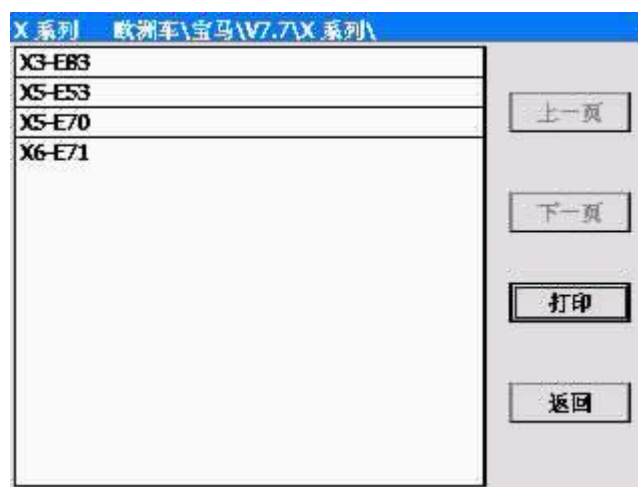 X 系列 欧洲车\宝马\V7.7\X 系列\
X3-E83
X5-E53
X5-E70
X6-E71
上一页
下一页
打印
返回